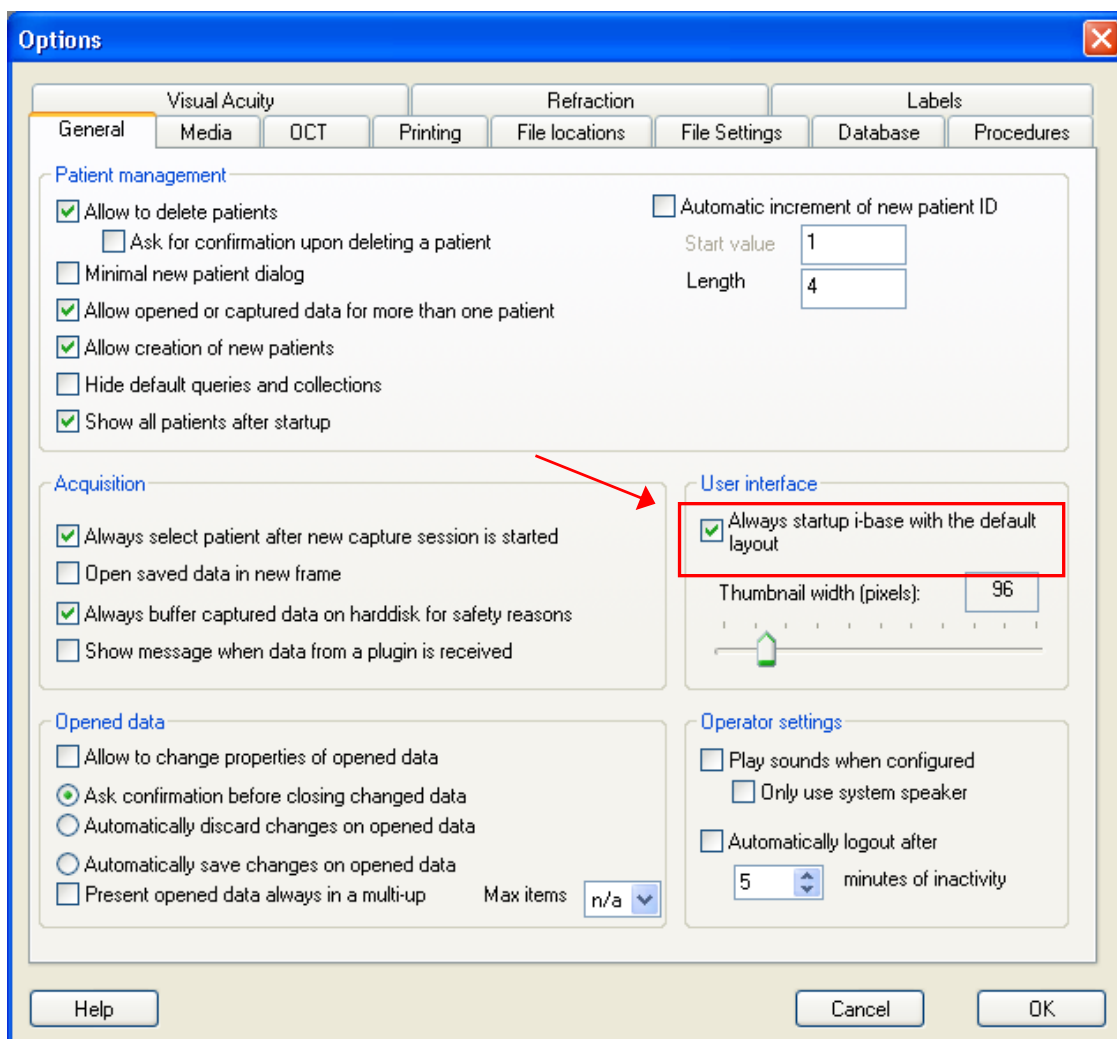 Options
Visual Acuity
Refraction
Labels
General
Media
OCT
Printing
File locations
File Settings
Database
Procedures
Patient management
Allow to delete patients
Ask for confirmation upon deleting a patient
Minimal new patient dialog
Allow opened or captured data for more than one patient
Allow creation of new patients
Hide default queries and collections
Show all patients after startup
Automatic increment of new patient ID
Start value 1
Length 4
Acquisition
Always select patient after new capture session is started
Open saved data in new frame
Always buffer captured data on harddisk for safety reasons
Show message when data from a plugin is received
User interface
Always startup i-base with the default
layout
Thumbnail width (pixels): 96
Opened data
Allow to change properties of opened data
Ask confirmation before closing changed data
Automatically discard changes on opened data
Automatically save changes on opened data
Present opened data always in a multi-up Max items n/a
Operator settings
Play sounds when configured
Only use system speaker
Automatically logout after
5 minutes of inactivity
Help
Cancel
OK